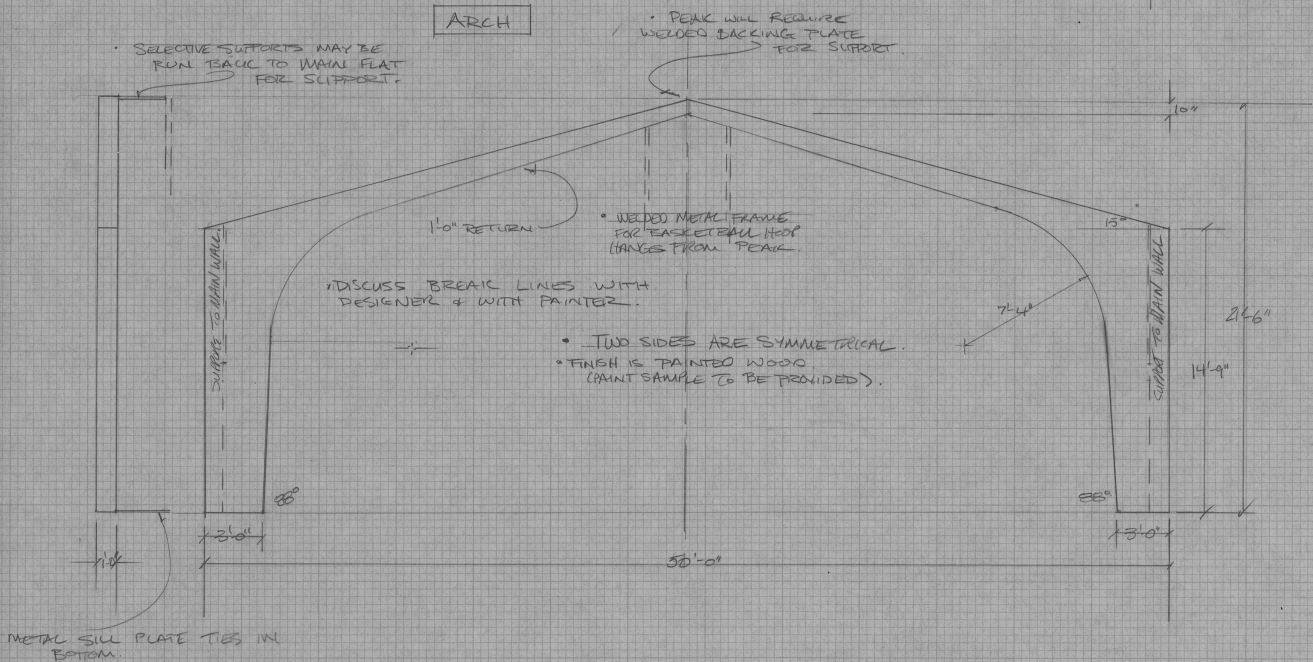 ARCH
• PEAK WILL REQUIRE
WELDED BACKING PLATE
FOR SUPPORT.
• SELECTIVE SUPPORTS MAY BE
RUN BACK TO MAIN FLAT
FOR SUPPORT.
10"
1'-0" RETURN
• WELDED METAL FRAME
FOR BASKETBALL HOOP
HANGS FROM PEAK.
15°
SUPPORT TO MAIN WALL.
SUPPORT TO MAIN WALL
• DISCUSS BREAK LINES WITH
DESIGNER & WITH PAINTER.
7'-4"
21'-6"
• TWO SIDES ARE SYMMETRICAL.
• FINISH IS PAINTED WOOD.
(PAINT SAMPLE TO BE PROVIDED).
14'-9"
88°
88°
3'-0"
3'-0"
1'-0"
50'-0"
METAL SILL PLATE TIES IN
BOTTOM.